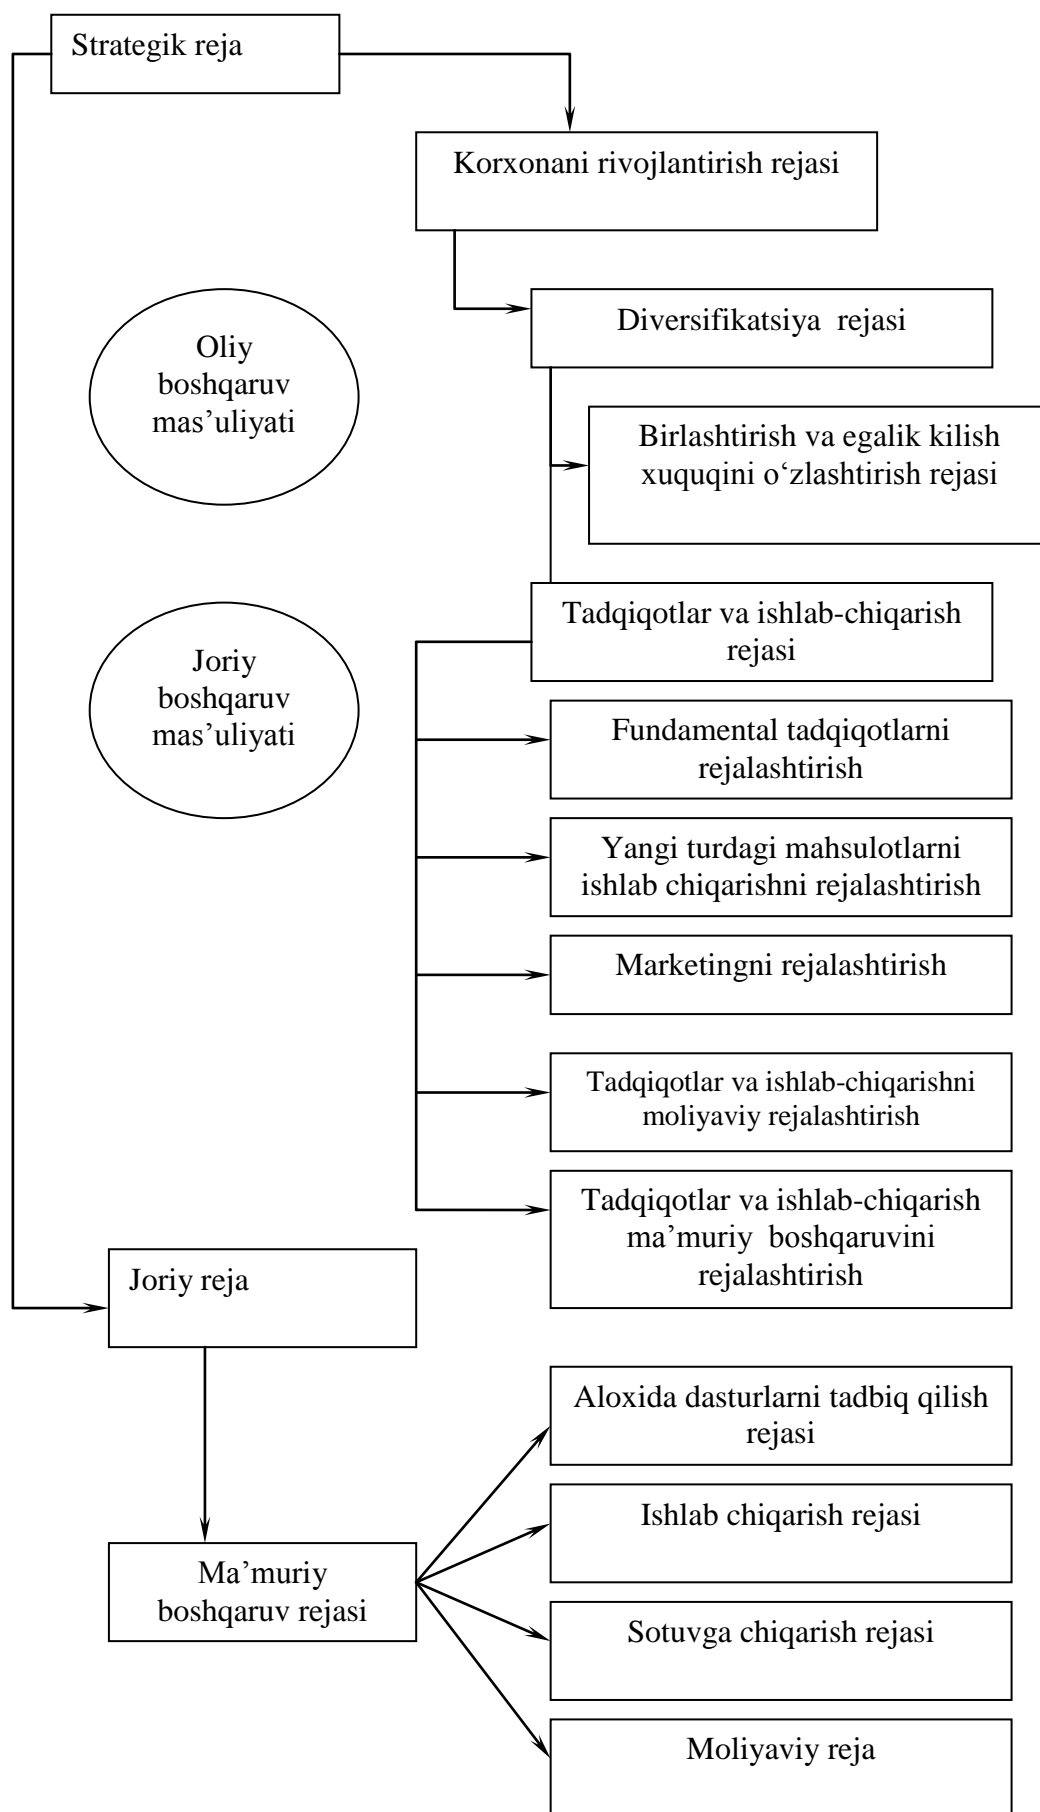 Strategik reja
Korxonani rivojlantirish rejasi
Diversifikatsiya rejasi
Oliy
boshqaruv
mas’uliyati
Birlashtirish va egalik kilish
xuquqini o‘zlashtirish rejasi
Tadqiqotlar va ishlab-chiqarish
rejasi
Joriy
boshqaruv
mas’uliyati
Fundamental tadqiqotlarni
rejalashtirish
Yangi turdagi mahsulotlarni
ishlab chiqarishni rejalashtirish
Marketingni rejalashtirish
Tadqiqotlar va ishlab-chiqarishni
moliyaviy rejalashtirish
Tadqiqotlar va ishlab-chiqarish
ma’muriy boshqaruvini
rejalashtirish
Joriy reja
Aloxida dasturlarni tadbiq qilish
rejasi
Ishlab chiqarish rejasi
Ma’muriy
boshqaruv rejasi
Sotuvga chiqarish rejasi
Moliyaviy reja